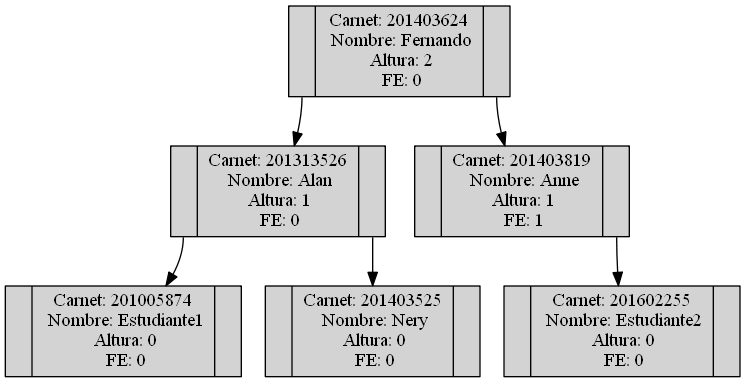 Carnet: 201403624
Nombre: Fernando
Altura: 2
FE: 0
Carnet: 201313526
Nombre: Alan
Altura: 1
FE: 0
Carnet: 201403819
Nombre: Anne
Altura: 1
FE: 1
Carnet: 201005874
Nombre: Estudiante1
Altura: 0
FE: 0
Carnet: 201403525
Nombre: Nery
Altura: 0
FE: 0
Carnet: 201602255
Nombre: Estudiante2
Altura: 0
FE: 0